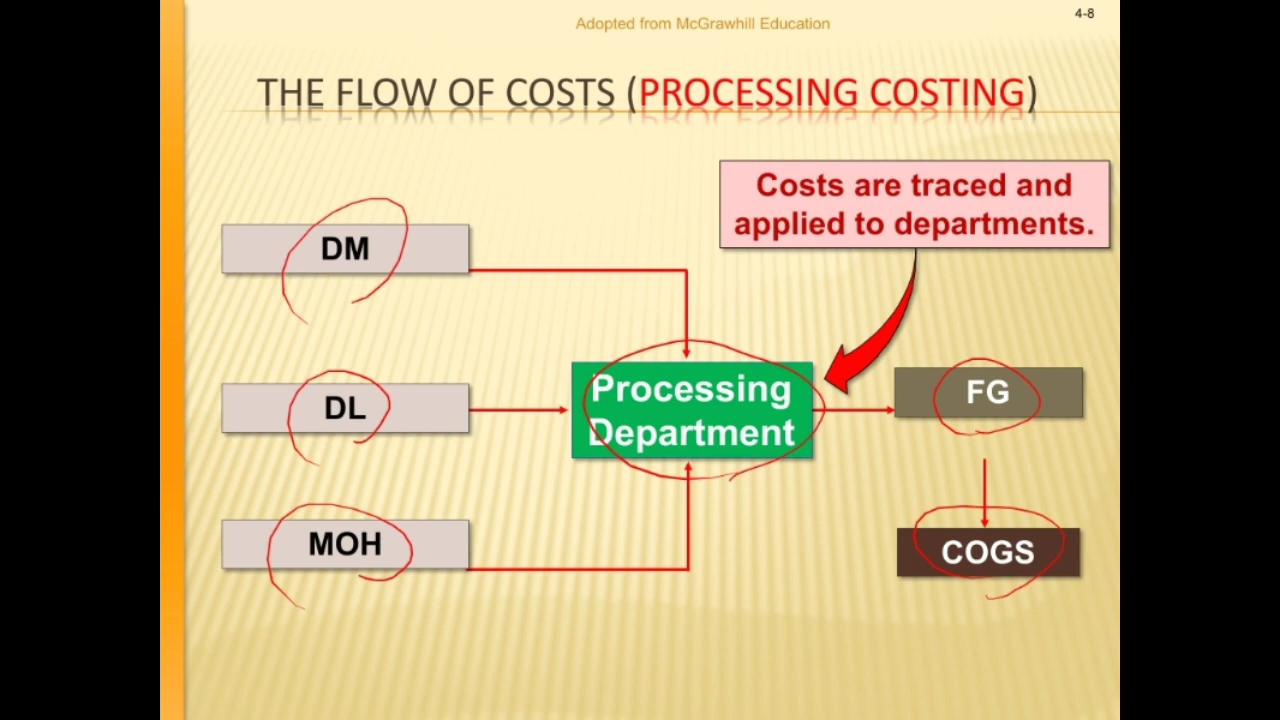 Adopted from McGrawhill Education
4-8
THE FLOW OF COSTS (PROCESSING COSTING)
Costs are traced and
applied to departments.
DM
DL
MOH
Processing
Department
FG
COGS